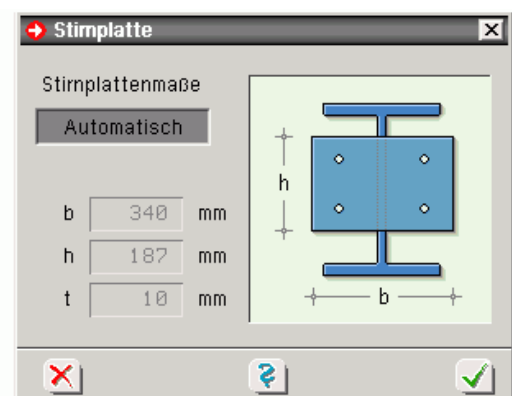 Stirnplatte
Stirnplattenmaße
Automatisch
b 340 mm
h 187 mm
t 10 mm
h
b